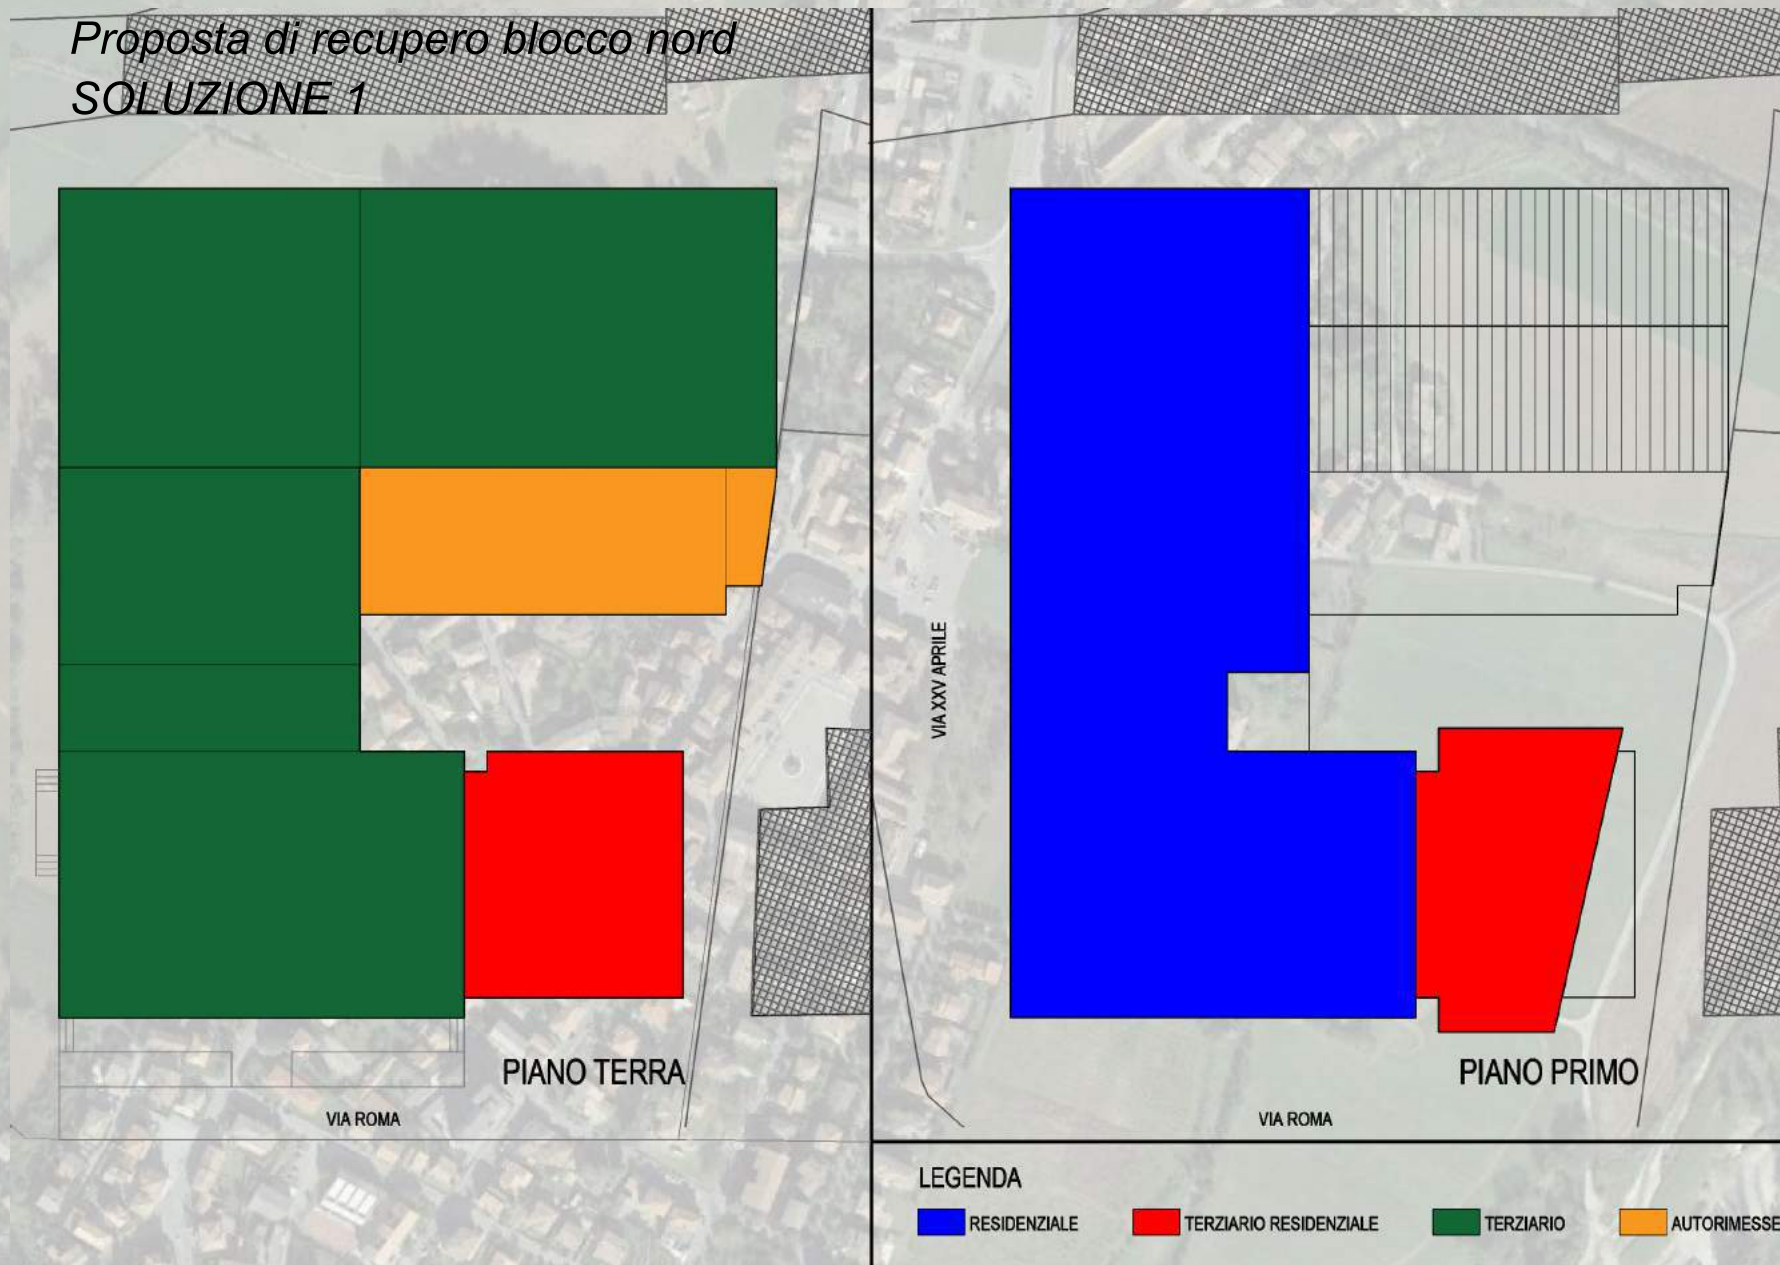 Proposta di recupero blocco nord
SOLUZIONE 1
PIANO TERRA
VIA ROMA
VIA XXV APRILE
PIANO PRIMO
VIA ROMA
LEGENDA
RESIDENZIALE
TERZIARIO RESIDENZIALE
TERZIARIO
AUTORIMESSE